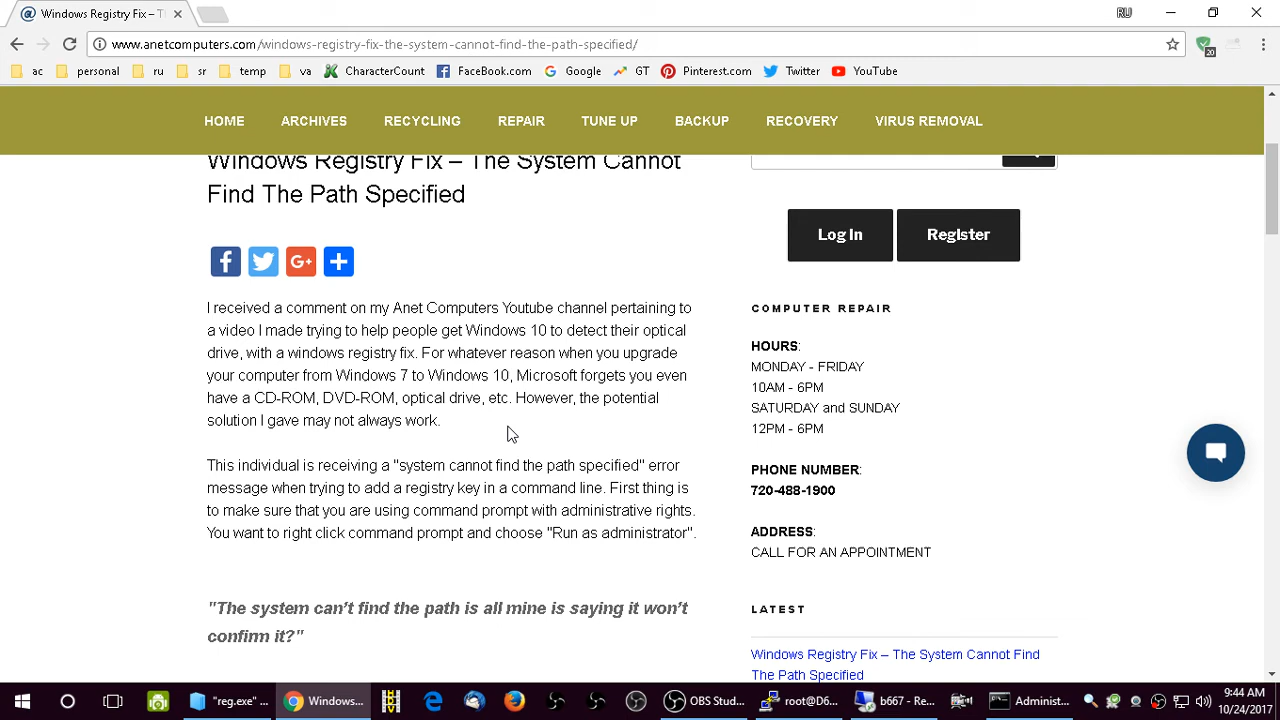 Windows Registry Fix – T
RU
www.anetcomputers.com/windows-registry-fix-the-system-cannot-find-the-path-specified/
20
ac
personal
ru
sr
temp
va
CharacterCount
FaceBook.com
Google
GT
Pinterest.com
Twitter
YouTube
HOME
ARCHIVES
RECYCLING
REPAIR
TUNE UP
BACKUP
RECOVERY
VIRUS REMOVAL
Windows Registry Fix – The System Cannot
Find The Path Specified
I received a comment on my Anet Computers Youtube channel pertaining to
a video I made trying to help people get Windows 10 to detect their optical
drive, with a windows registry fix. For whatever reason when you upgrade
your computer from Windows 7 to Windows 10, Microsoft forgets you even
have a CD-ROM, DVD-ROM, optical drive, etc. However, the potential
solution I gave may not always work.
This individual is receiving a "system cannot find the path specified" error
message when trying to add a registry key in a command line. First thing is
to make sure that you are using command prompt with administrative rights.
You want to right click command prompt and choose "Run as administrator".
"The system can't find the path is all mine is saying it won't
confirm it?"
Log In
Register
COMPUTER REPAIR
HOURS:
MONDAY - FRIDAY
10AM - 6PM
SATURDAY and SUNDAY
12PM - 6PM
PHONE NUMBER:
720-488-1900
ADDRESS:
CALL FOR AN APPOINTMENT
LATEST
Windows Registry Fix – The System Cannot Find
The Path Specified
"reg.exe" ...
Windows...
OBS Stud...
root@D6...
b667 - Re...
Administ...
9:44 AM
10/24/2017